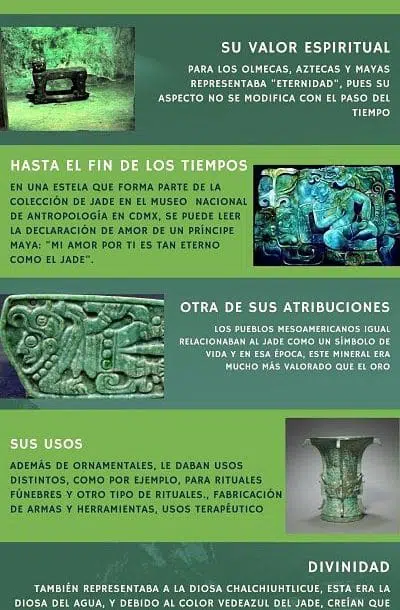 SU VALOR ESPIRITUAL
PARA LOS OLMECAS, AZTECAS Y MAYAS
REPRESENTABA "ETERNIDAD", PUES SU
ASPECTO NO SE MODIFICA CON EL PASO DEL
TIEMPO
HASTA EL FIN DE LOS TIEMPOS
EN UNA ESTELA QUE FORMA PARTE DE LA
COLECCIÓN DE JADE EN EL MUSEO NACIONAL
DE ANTROPOLOGÍA EN CDMX, SE PUEDE LEER
LA DECLARACIÓN DE AMOR DE UN PRÍNCIPE
MAYA: "MI AMOR POR TI ES TAN ETERNO
COMO EL JADE".
OTRA DE SUS ATRIBUCIONES
LOS PUEBLOS MESOAMERICANOS IGUAL
RELACIONABAN AL JADE COMO UN SÍMBOLO DE
VIDA Y EN ESA ÉPOCA, ESTE MINERAL ERA
MUCHO MÁS VALORADO QUE EL ORO
SUS USOS
ADEMÁS DE ORNAMENTALES, LE DABAN USOS
DISTINTOS, COMO POR EJEMPLO, PARA RITUALES
FÚNEBRES Y OTRO TIPO DE RITUALES., FABRICACIÓN
DE ARMAS Y HERRAMIENTAS, USOS TERAPÉUTICO
DIVINIDAD
TAMBIÉN REPRESENTABA A LA DIOSA CHALCHIUHTLICUE, ESTA ERA LA
DIOSA DEL AGUA, Y DEBIDO AL COLOR VEDEAZUL DEL JADE, CREÍAN QUE